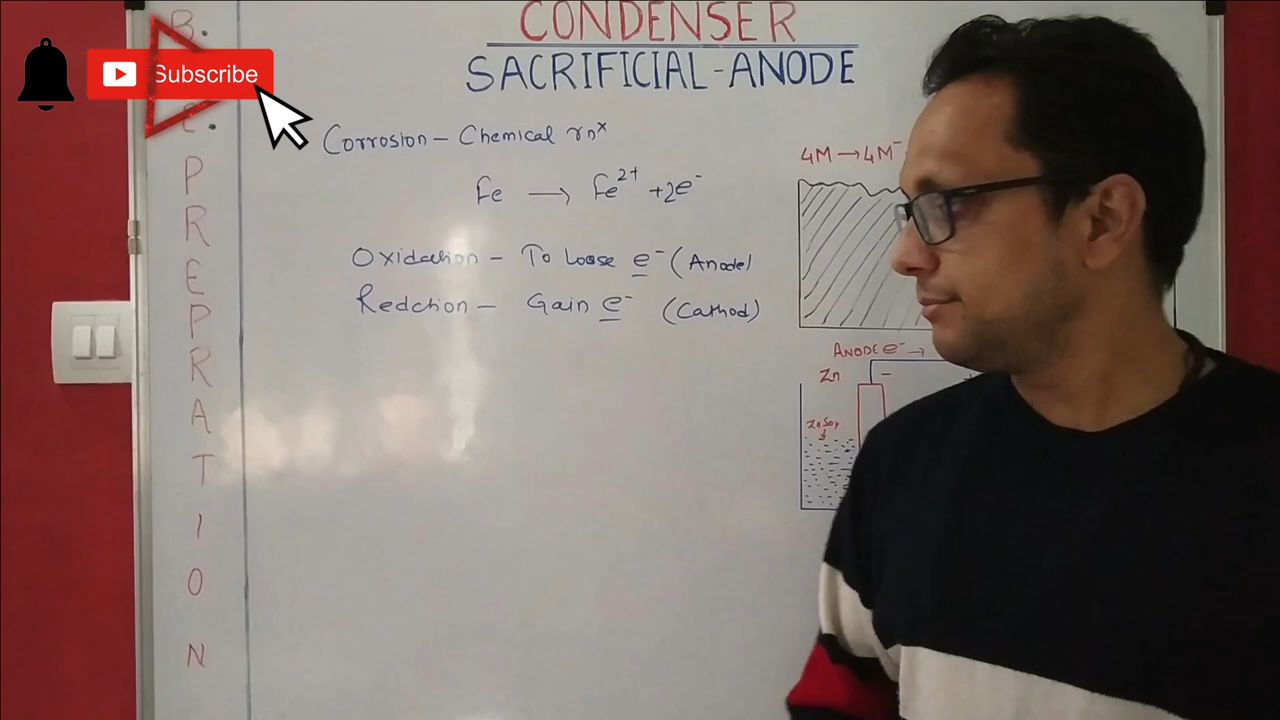 CONDENSER
SACRIFICIAL-ANODE
Subscribe
B.
E.
P
R
E
P
R
A
T
I
O
N
Corrosion - Chemical rnˣ
Fe → Fe²⁺ + 2e⁻
Oxidation - To Loose e⁻ (Anode)
Redction - Gain e⁻ (Cathod)
4M → 4M⁻
ANODE e⁻ →
Zn
−
ZnSO₄